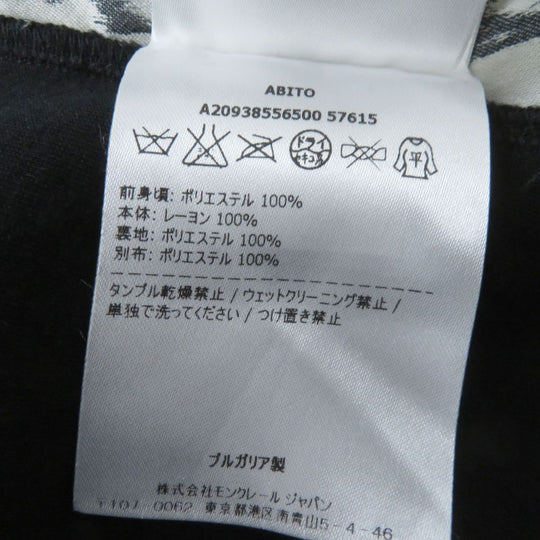 ABITO
A20938556500 57615
ドライ
平
前身頃: ポリエステル 100%
本体: レーヨン 100%
裏地: ポリエステル 100%
別布: ポリエステル 100%
タンブル乾燥禁止 / ウェットクリーニング禁止 /
単独で洗ってください / つけ置き禁止
ブルガリア製
株式会社モンクレール ジャパン
〒107-0062 東京都港区南青山5-4-46